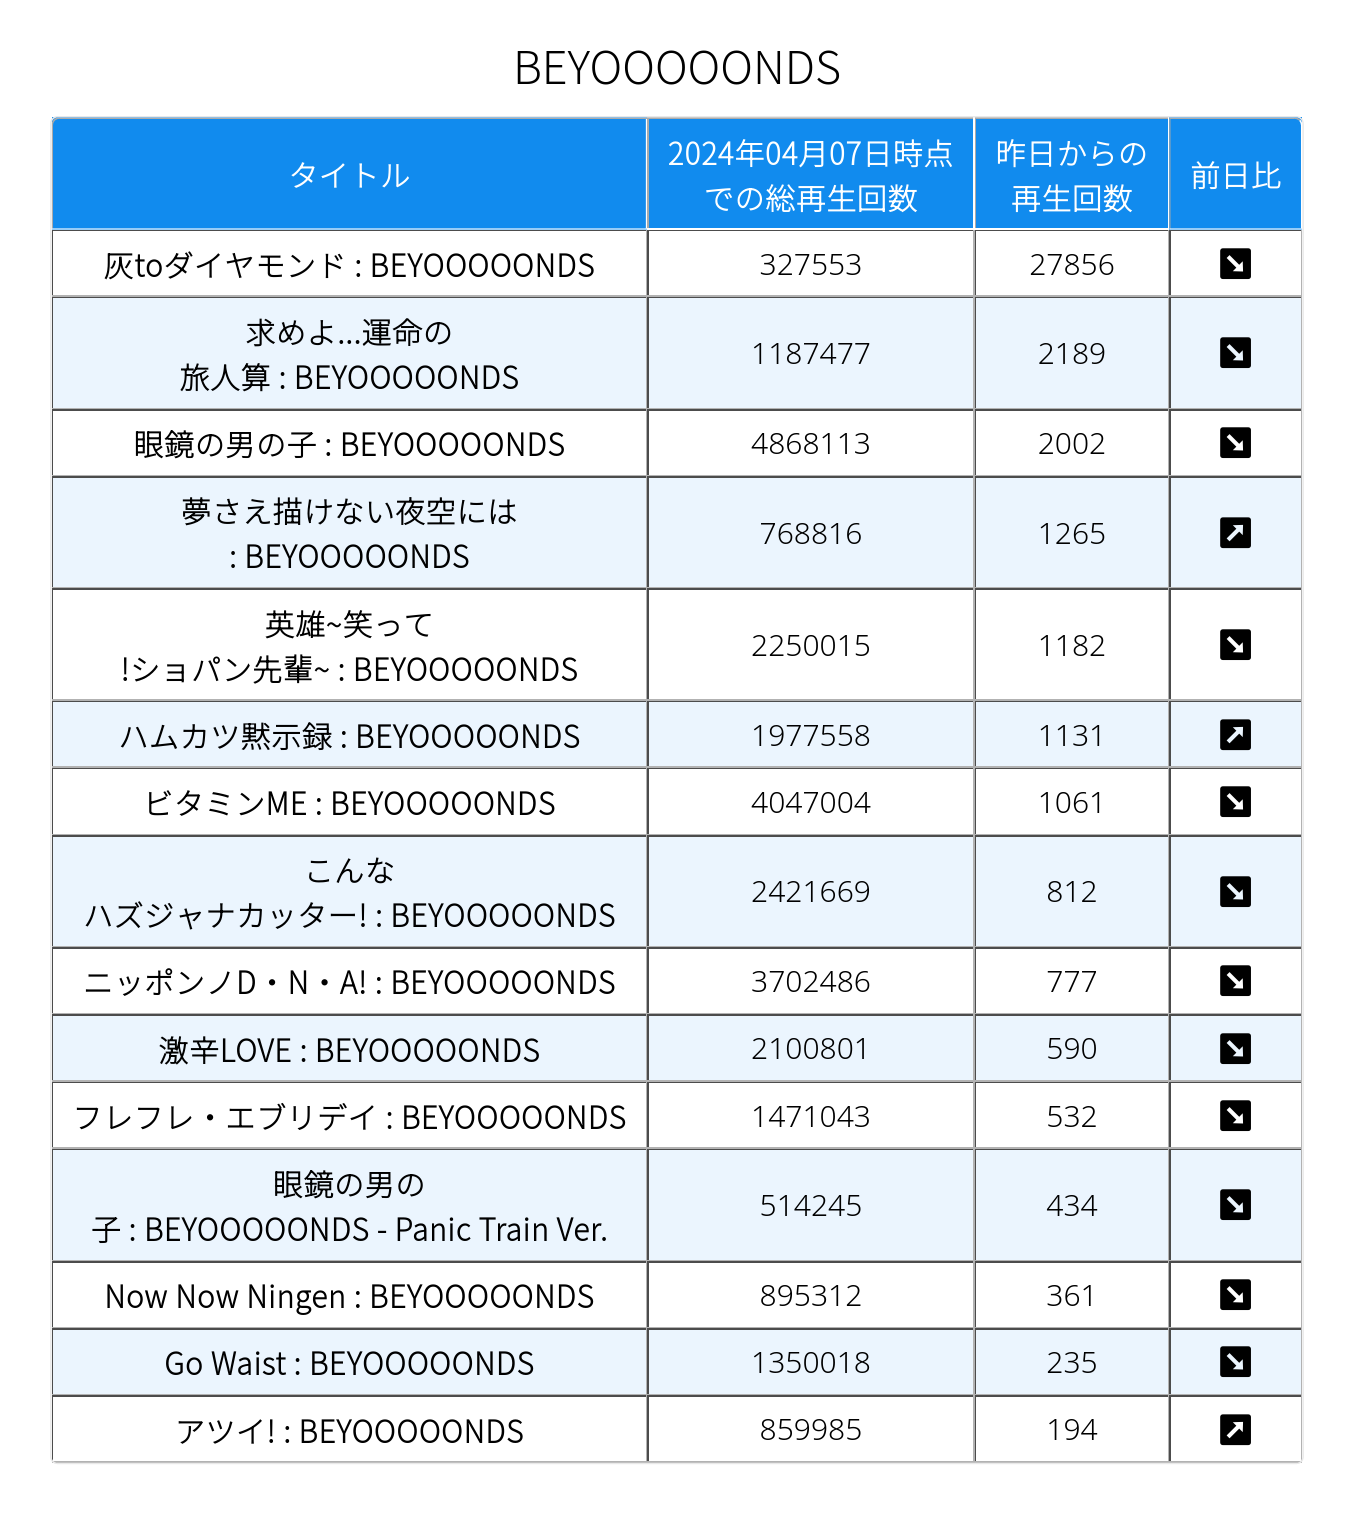 BEYOOOOONDS
タイトル
2024年04月07日時点
での総再生回数
昨日からの
再生回数
前日比
灰toダイヤモンド : BEYOOOOONDS
327553
27856
↘
求めよ...運命の
旅人算 : BEYOOOOONDS
1187477
2189
↘
眼鏡の男の子 : BEYOOOOONDS
4868113
2002
↘
夢さえ描けない夜空には
: BEYOOOOONDS
768816
1265
↗
英雄~笑って
!ショパン先輩~ : BEYOOOOONDS
2250015
1182
↘
ハムカツ黙示録 : BEYOOOOONDS
1977558
1131
↗
ビタミンME : BEYOOOOONDS
4047004
1061
↘
こんな
ハズジャナカッター! : BEYOOOOONDS
2421669
812
↘
ニッポンノD・N・A! : BEYOOOOONDS
3702486
777
↘
激辛LOVE : BEYOOOOONDS
2100801
590
↘
フレフレ・エブリデイ : BEYOOOOONDS
1471043
532
↘
眼鏡の男の
子 : BEYOOOOONDS - Panic Train Ver.
514245
434
↘
Now Now Ningen : BEYOOOOONDS
895312
361
↘
Go Waist : BEYOOOOONDS
1350018
235
↘
アツイ! : BEYOOOOONDS
859985
194
↗